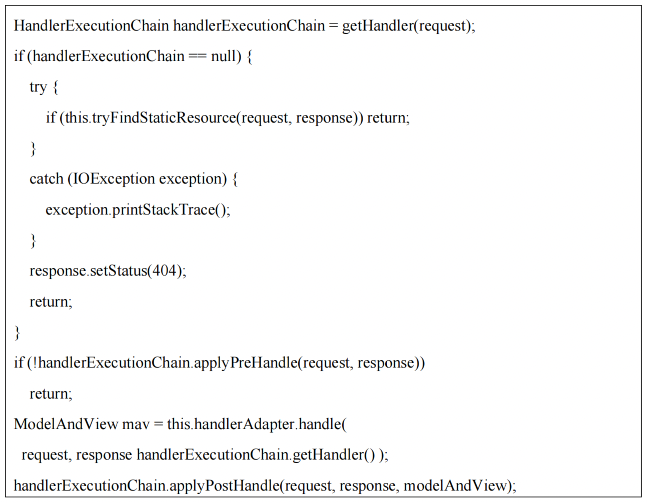 HandlerExecutionChain handlerExecutionChain = getHandler(request);
if (handlerExecutionChain == null) {
try {
if (this.tryFindStaticResource(request, response)) return;
}
catch (IOException exception) {
exception.printStackTrace();
}
response.setStatus(404);
return;
}
if (!handlerExecutionChain.applyPreHandle(request, response))
return;
ModelAndView mav = this.handlerAdapter.handle(
request, response handlerExecutionChain.getHandler() );
handlerExecutionChain.applyPostHandle(request, response, modelAndView);